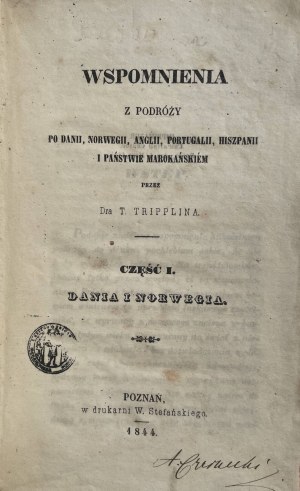 WSPOMNIENIA
Z PODRÓŻY
PO DANII, NORWEGII, ANGLII, PORTUGALII, HISZPANII
I PAŃSTWIE MAROKAŃSKIÉM
PRZEZ
Dra T. TRIPPLINA.
CZĘŚĆ I.
DANIA I NORWEGIA.
POZNAŃ,
w drukarni W. Stefańskiego.
1844.